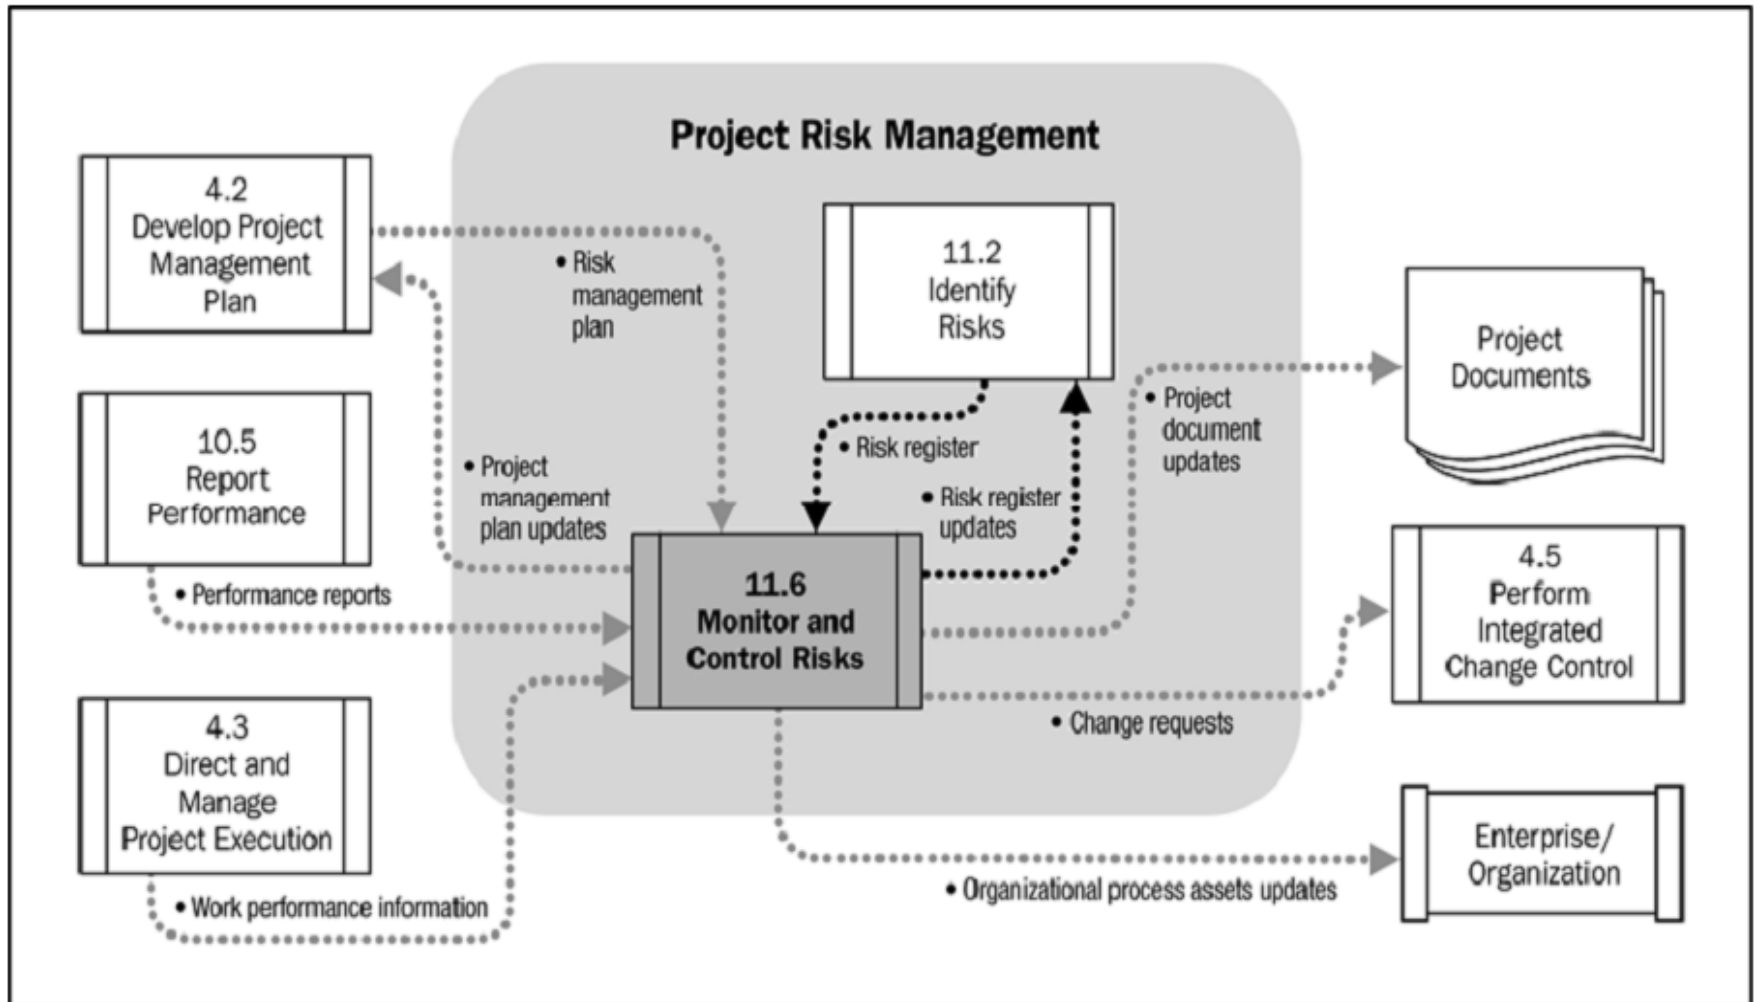 Project Risk Management
4.2
Develop Project
Management
Plan
• Risk
management
plan
11.2
Identify
Risks
Project
Documents
• Project
document
updates
10.5
Report
Performance
• Project
management
plan updates
• Risk register
• Risk register
updates
• Performance reports
11.6
Monitor and
Control Risks
4.5
Perform
Integrated
Change Control
• Change requests
4.3
Direct and
Manage
Project Execution
• Work performance information
Enterprise/
Organization
• Organizational process assets updates